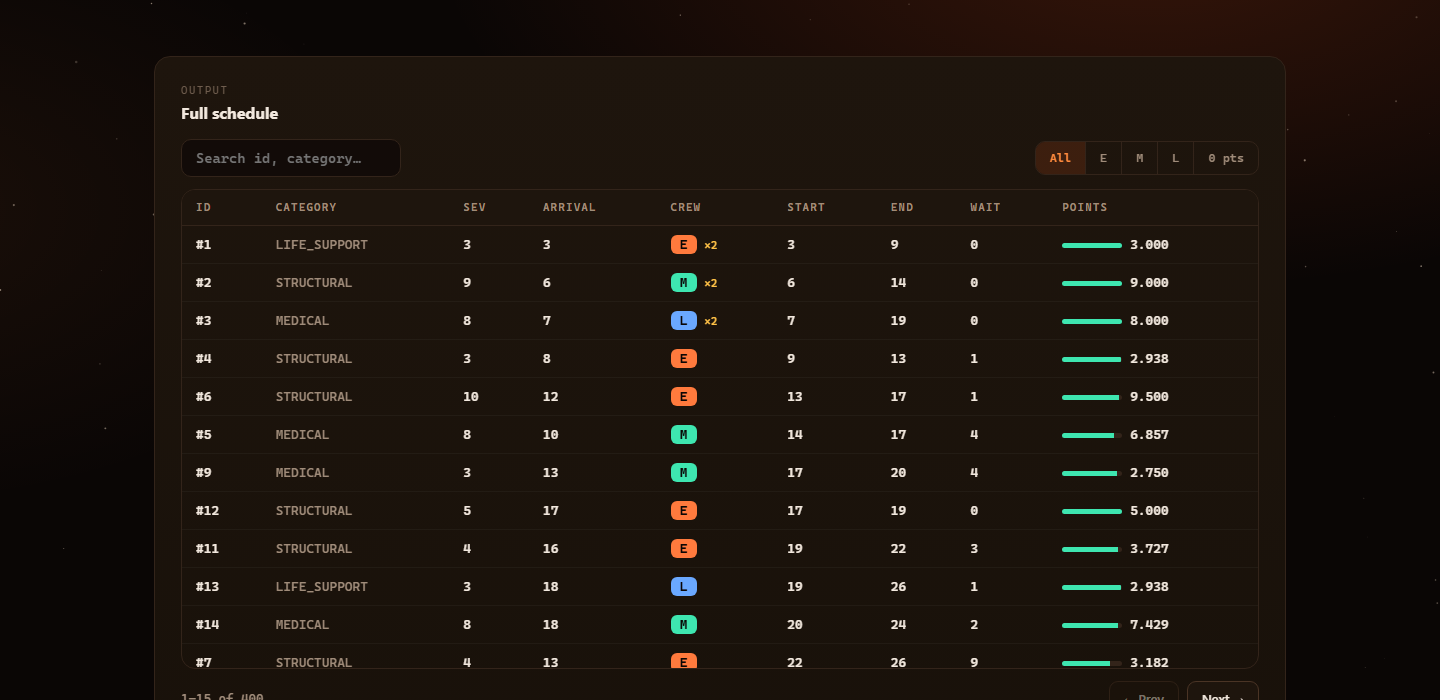 OUTPUT
Full schedule
Search id, category… All E M L 0 pts
ID CATEGORY SEV ARRIVAL CREW START END WAIT POINTS
#1 LIFE_SUPPORT 3 3 E ×2 3 9 0 3.000
#2 STRUCTURAL 9 6 M ×2 6 14 0 9.000
#3 MEDICAL 8 7 L ×2 7 19 0 8.000
#4 STRUCTURAL 3 8 E 9 13 1 2.938
#6 STRUCTURAL 10 12 E 13 17 1 9.500
#5 MEDICAL 8 10 M 14 17 4 6.857
#9 MEDICAL 3 13 M 17 20 4 2.750
#12 STRUCTURAL 5 17 E 17 19 0 5.000
#11 STRUCTURAL 4 16 E 19 22 3 3.727
#13 LIFE_SUPPORT 3 18 L 19 26 1 2.938
#14 MEDICAL 8 18 M 20 24 2 7.429
#7 STRUCTURAL 4 13 E 22 26 9 3.182
1–15 of 400 Prev Next